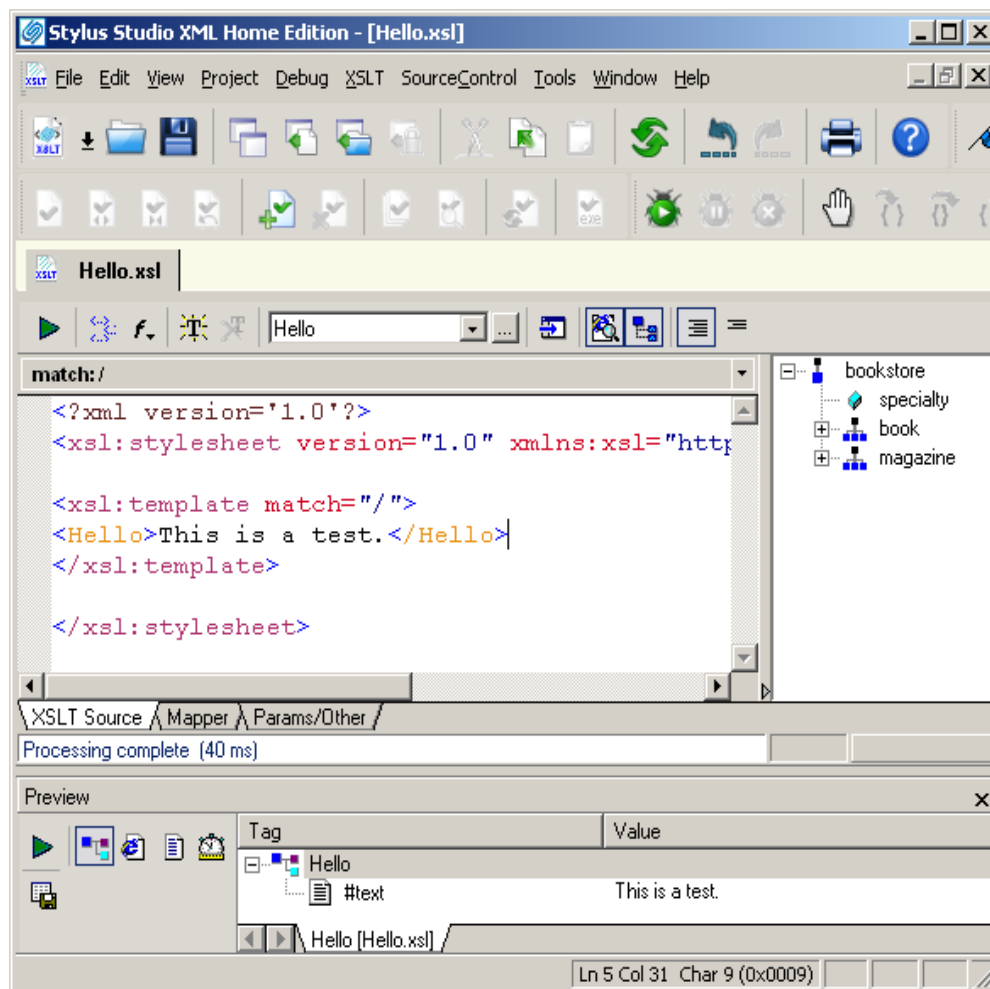 Stylus Studio XML Home Edition - [Hello.xsl]
XSLT File Edit View Project Debug XSLT SourceControl Tools Window Help
XSLT
exe
XSLT Hello.xsl
Hello ...
match: /
<?xml version='1.0'?>
<xsl:stylesheet version="1.0" xmlns:xsl="http
<xsl:template match="/">
<Hello>This is a test.</Hello>
</xsl:template>
</xsl:stylesheet>
bookstore
specialty
book
magazine
XSLT Source Mapper Params/Other
Processing complete (40 ms)
Preview
Tag Value
Hello
#text This is a test.
Hello [Hello.xsl]
Ln 5 Col 31 Char 9 (0x0009)